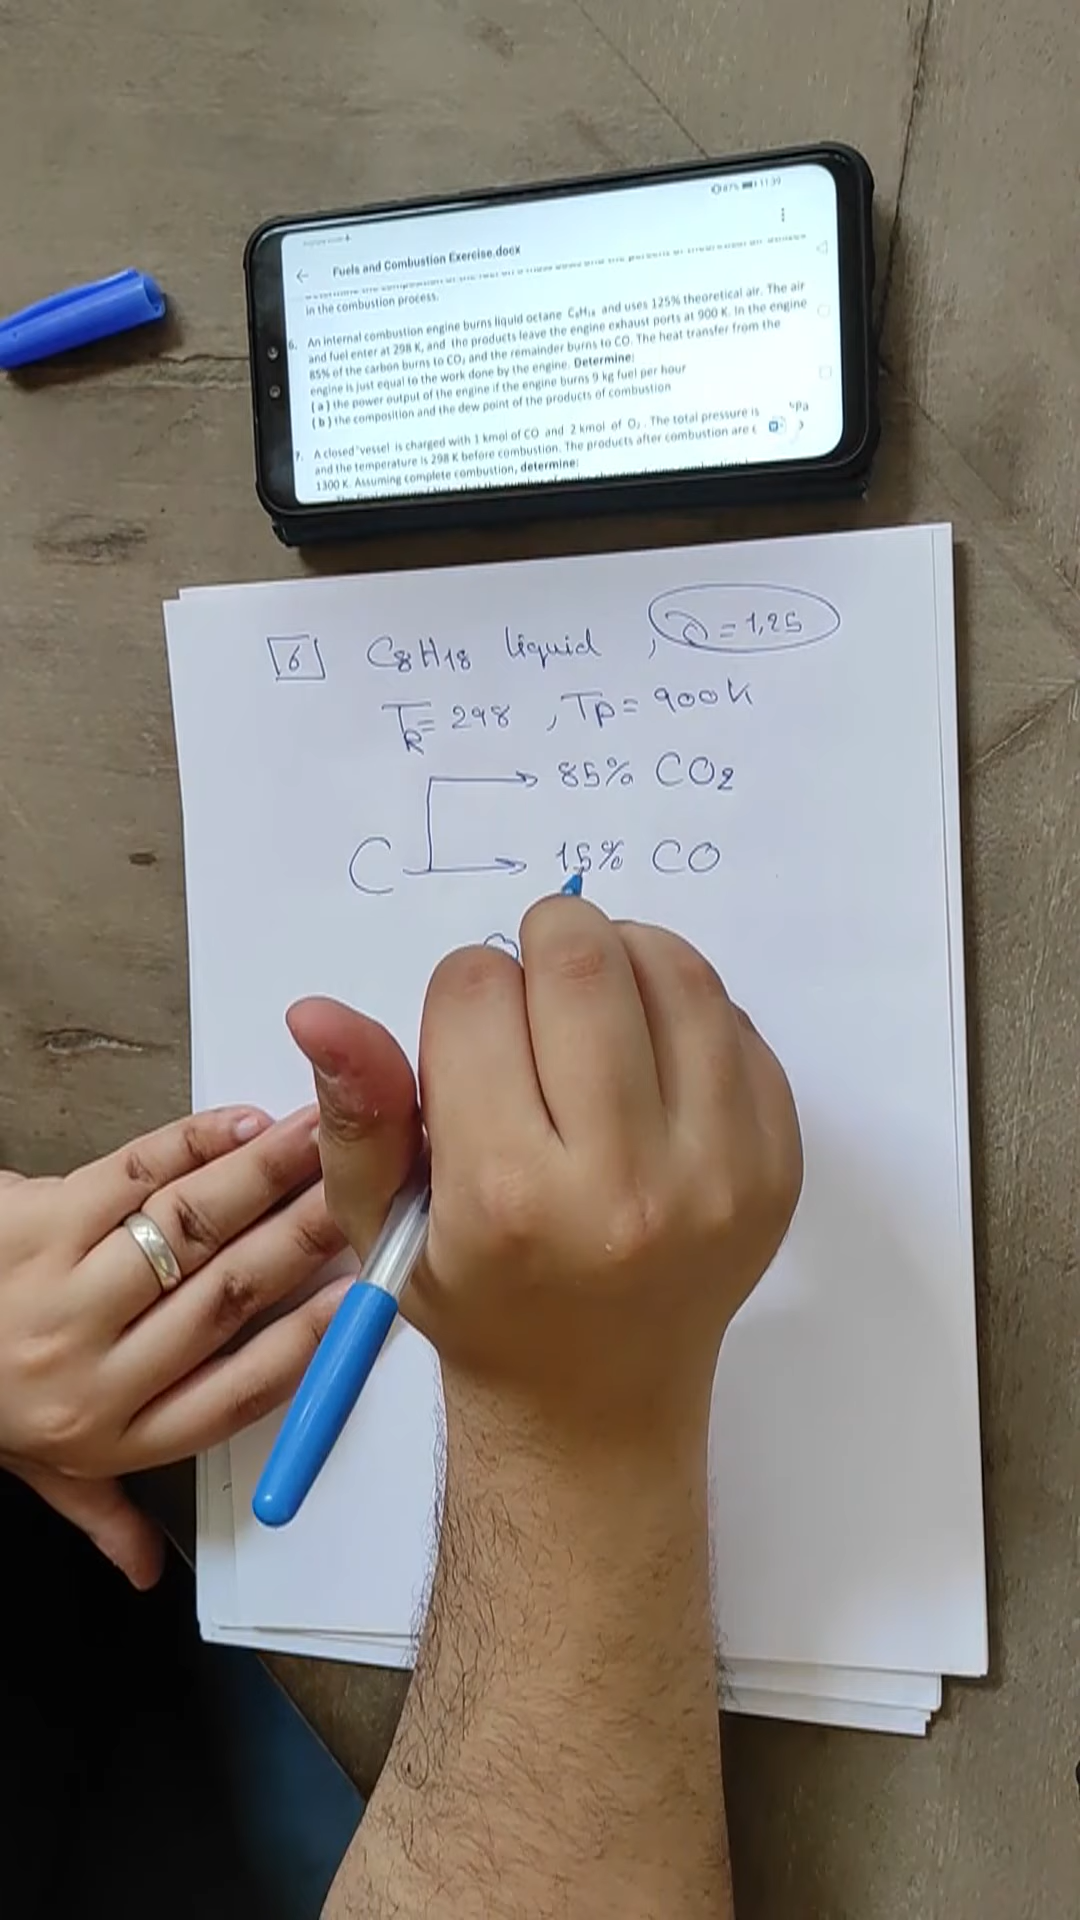 87% 11:39
Fuels and Combustion Exercise.docx
in the combustion process.
6. An internal combustion engine burns liquid octane C₈H₁₈ and uses 125% theoretical air. The air
and fuel enter at 298 K, and the products leave the engine exhaust ports at 900 K. In the engine
85% of the carbon burns to CO₂ and the remainder burns to CO. The heat transfer from the
engine is just equal to the work done by the engine. Determine:
(a) the power output of the engine if the engine burns 9 kg fuel per hour
(b) the composition and the dew point of the products of combustion
7. A closed vessel is charged with 1 kmol of CO and 2 kmol of O₂. The total pressure is kPa
and the temperature is 298 K before combustion. The products after combustion are
1300 K. Assuming complete combustion, determine:
6 C8H18 liquid , λ = 1,25
TR = 298 , Tp = 900 K
85% CO2
C 15% CO